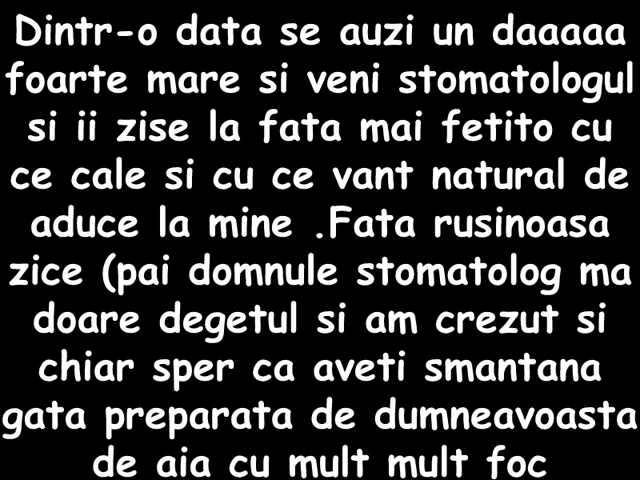 Dintr-o data se auzi un daaaaa
foarte mare si veni stomatologul
si ii zise la fata mai fetito cu
ce cale si cu ce vant natural de
aduce la mine .Fata rusinoasa
zice (pai domnule stomatolog ma
doare degetul si am crezut si
chiar sper ca aveti smantana
gata preparata de dumneavoasta
de aia cu mult mult foc